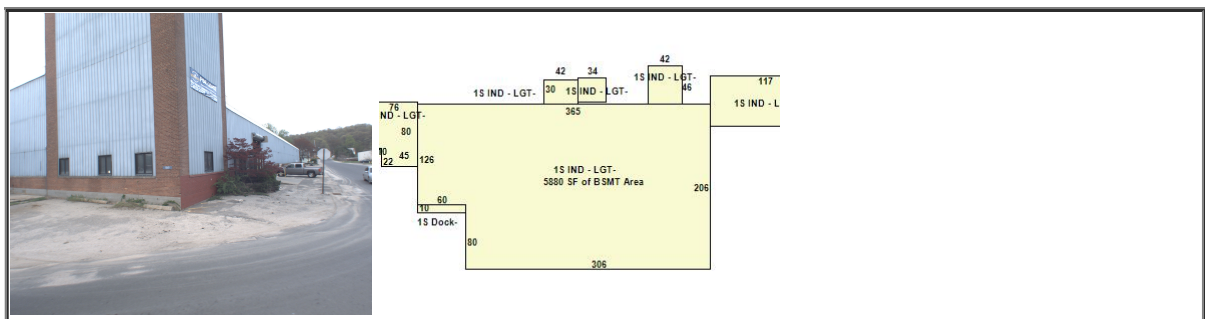 42
42 34
1S IND - LGT-
117
1S IND - LGT- 30 1S IND - LGT- 46
76
365
1S IND - L
ND - LGT-
80
10 45 126
22
1S IND - LGT-
5880 SF of BSMT Area
206
60
10
1S Dock-
80
306